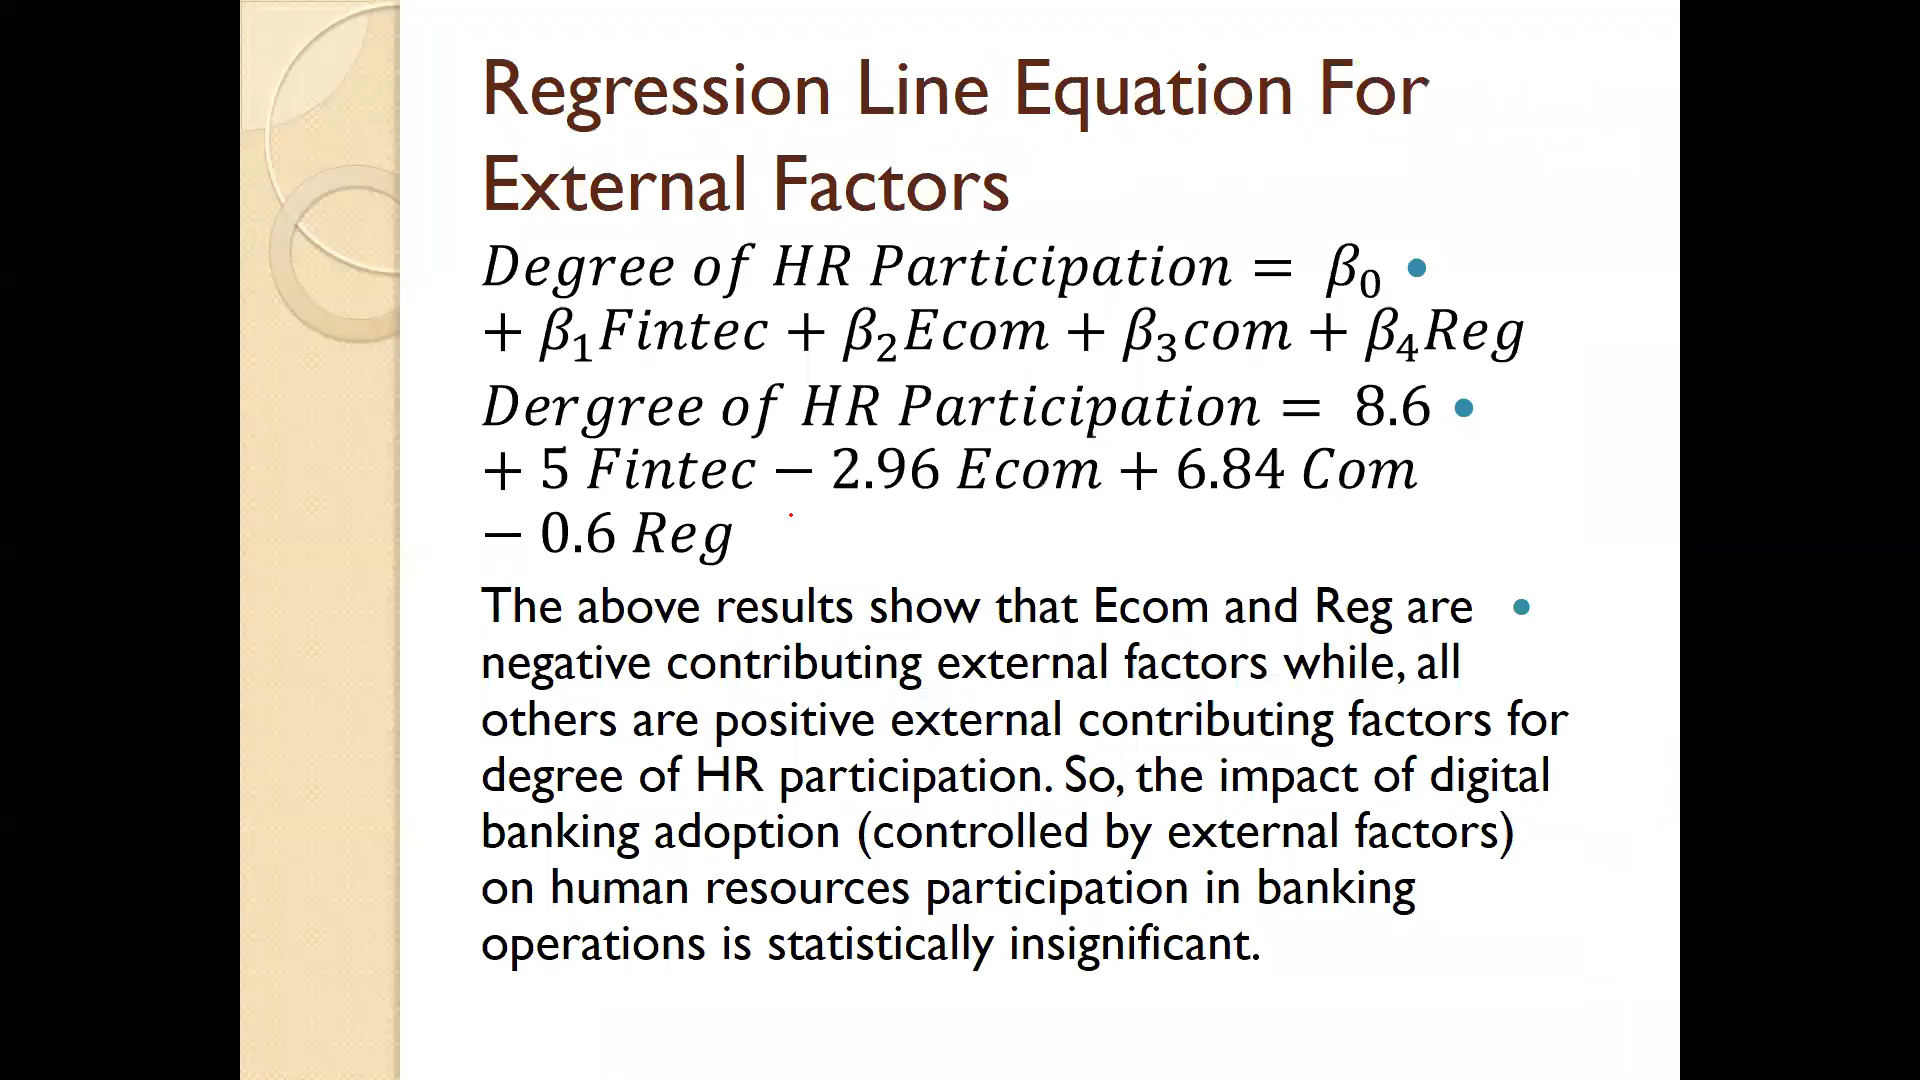 Regression Line Equation For
External Factors
Degree of HR Participation = β₀ •
+ β₁Fintec + β₂Ecom + β₃com + β₄Reg
Dergree of HR Participation = 8.6 •
+ 5 Fintec − 2.96 Ecom + 6.84 Com
− 0.6 Reg
The above results show that Ecom and Reg are •
negative contributing external factors while, all
others are positive external contributing factors for
degree of HR participation. So, the impact of digital
banking adoption (controlled by external factors)
on human resources participation in banking
operations is statistically insignificant.